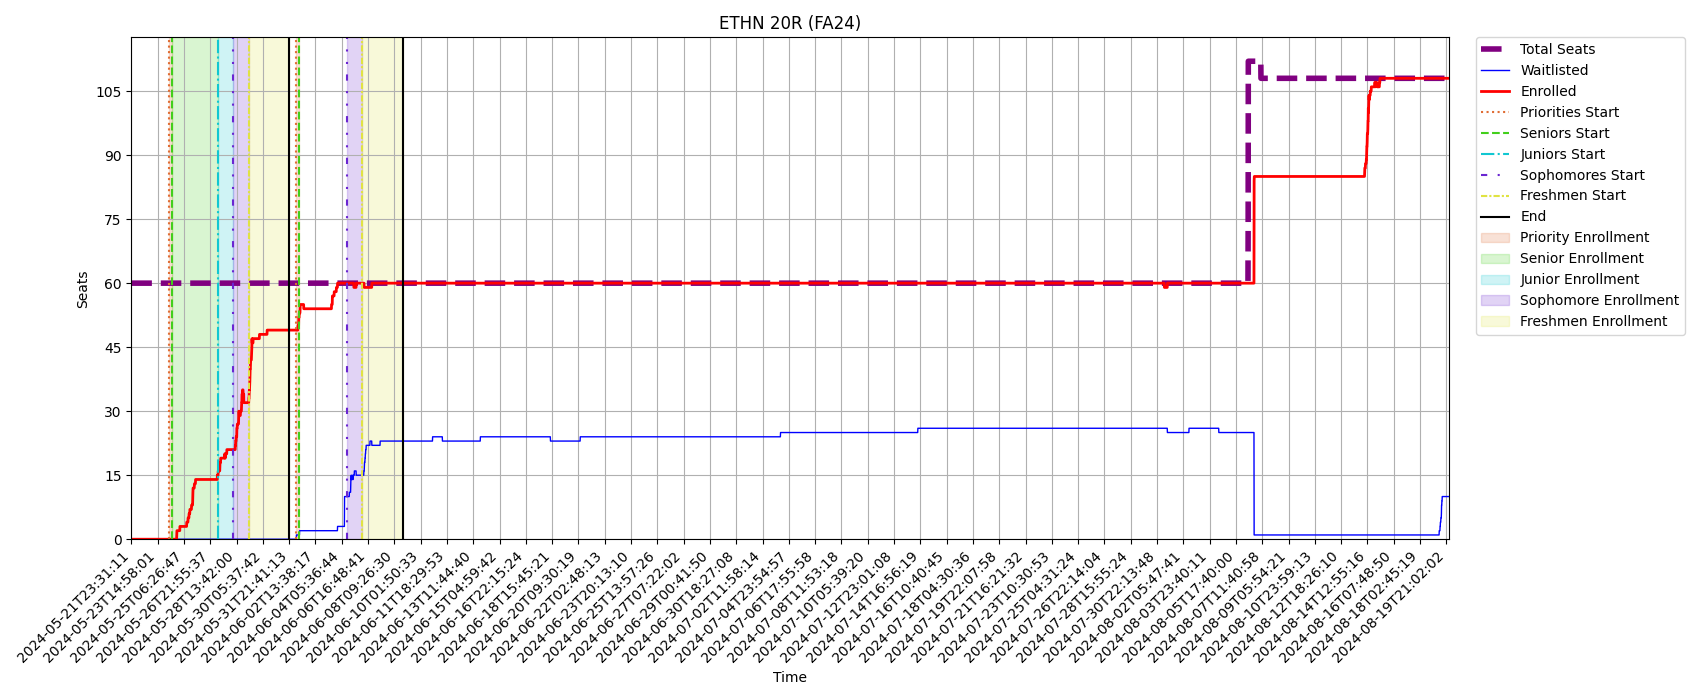 ETHN 20R (FA24)
Seats
105
90
75
60
45
30
15
0
2024-05-21T23:31:11
2024-05-23T14:58:01
2024-05-25T06:26:47
2024-05-26T21:55:37
2024-05-28T13:42:00
2024-05-30T05:37:42
2024-05-31T21:41:13
2024-06-02T13:38:17
2024-06-04T05:36:44
2024-06-06T16:48:41
2024-06-08T09:26:30
2024-06-10T01:50:33
2024-06-11T18:29:53
2024-06-13T11:44:40
2024-06-15T04:59:42
2024-06-16T22:15:24
2024-06-18T15:45:21
2024-06-20T09:30:19
2024-06-22T02:48:13
2024-06-23T20:13:10
2024-06-25T13:57:26
2024-06-27T07:22:02
2024-06-29T00:41:50
2024-06-30T18:27:08
2024-07-02T11:58:14
2024-07-04T23:54:57
2024-07-06T17:55:58
2024-07-08T11:53:18
2024-07-10T05:39:20
2024-07-12T23:01:08
2024-07-14T16:56:19
2024-07-16T10:40:45
2024-07-18T04:30:36
2024-07-19T22:07:58
2024-07-21T16:21:32
2024-07-23T10:30:53
2024-07-25T04:31:24
2024-07-26T22:14:04
2024-07-28T15:55:24
2024-07-30T22:13:48
2024-08-02T05:47:41
2024-08-03T23:40:11
2024-08-05T17:40:00
2024-08-07T11:40:58
2024-08-09T05:54:21
2024-08-10T23:59:13
2024-08-12T18:26:10
2024-08-14T12:55:16
2024-08-16T07:48:50
2024-08-18T02:45:19
2024-08-19T21:02:02
Time
Total Seats
Waitlisted
Enrolled
Priorities Start
Seniors Start
Juniors Start
Sophomores Start
Freshmen Start
End
Priority Enrollment
Senior Enrollment
Junior Enrollment
Sophomore Enrollment
Freshmen Enrollment